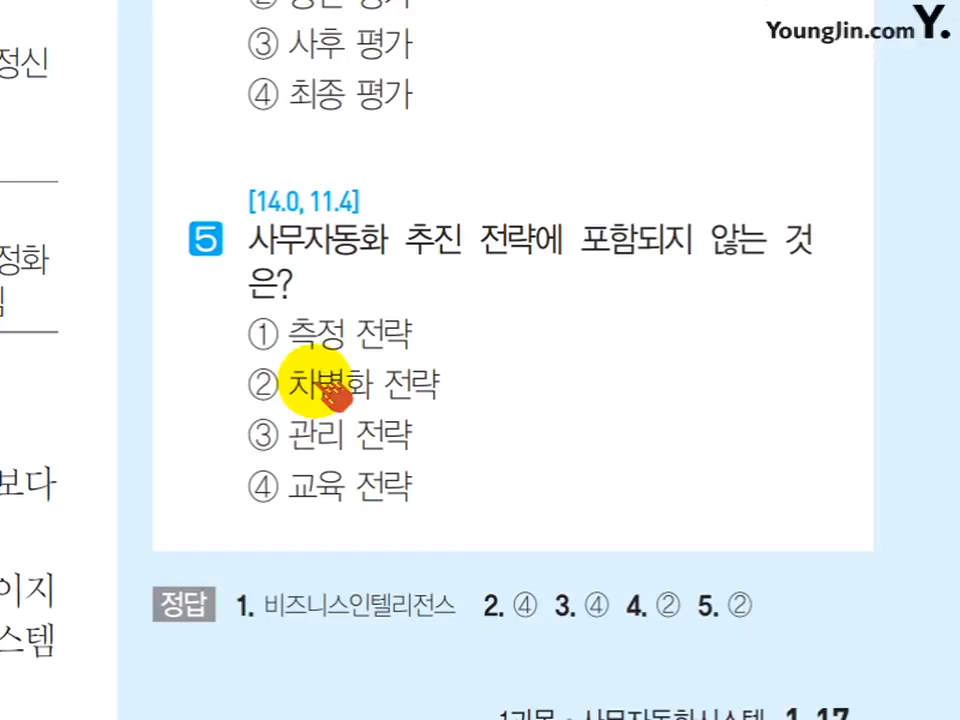 YoungJin.com Y.
③ 사후 평가
④ 최종 평가
정신
[14.0, 11.4]
5 사무자동화 추진 전략에 포함되지 않는 것
은?
정화
① 측정 전략
② 차별화 전략
③ 관리 전략
④ 교육 전략
보다
이지
스템
정답 1. 비즈니스인텔리전스 2. ④ 3. ④ 4. ② 5. ②